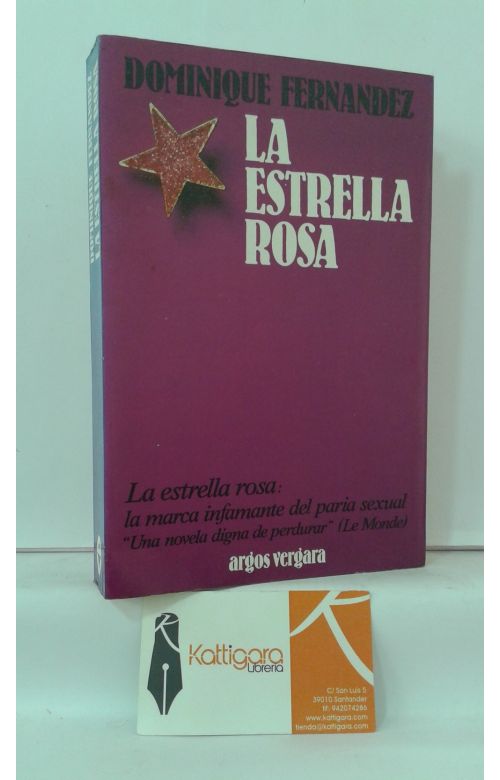 DOMINIQUE FERNANDEZ
LA
ESTRELLA
ROSA
La estrella rosa:
la marca infamante del paria sexual
"Una novela digna de perdurar" (Le Monde)
argos vergara
Kattigara
Librería
C/ San Luis 5
39010 Santander
tlf: 942074286
www.kattigara.com
tienda@kattigara.com